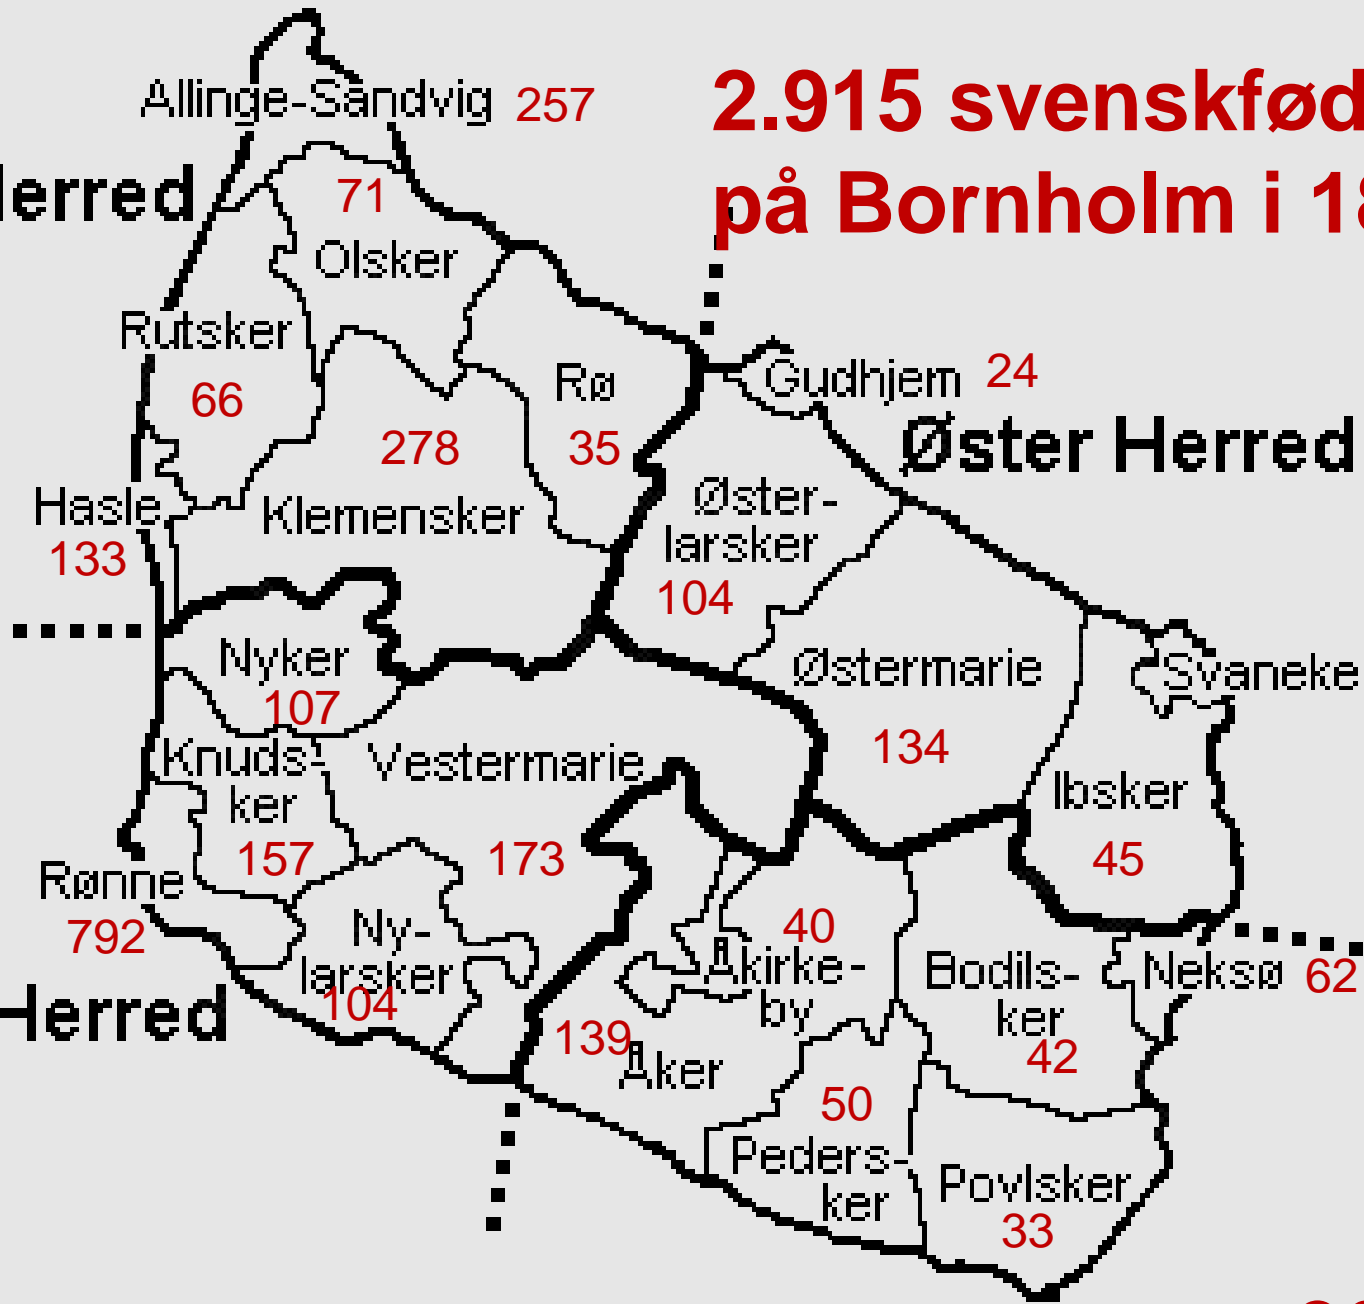 2.915 svenskfød
på Bornholm i 18
Allinge-Sandvig 257
Herred
71
Olsker
Rutsker
66
Rø
35
Gudhjem 24
Øster Herred
278
Klemensker
Hasle
133
Øster-
larsker
104
Nyker
107
Østermarie
134
Svaneke
Knuds-
ker
157
Vestermarie
173
Ibsker
45
Rønne
792
Ny-
larsker
104
Herred
40
Åkirke-
by
139
Åker
Bodils-
ker
42
Neksø 62
50
Peders-
ker
Povlsker
33